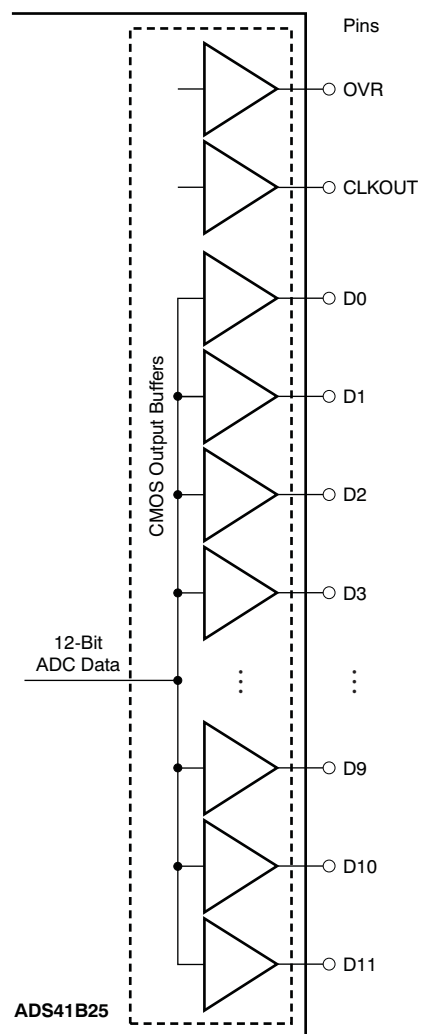 Pins
OVR
CLKOUT
D0
D1
CMOS Output Buffers
D2
D3
12-Bit
ADC Data
⋮
⋮
D9
D10
D11
ADS41B25